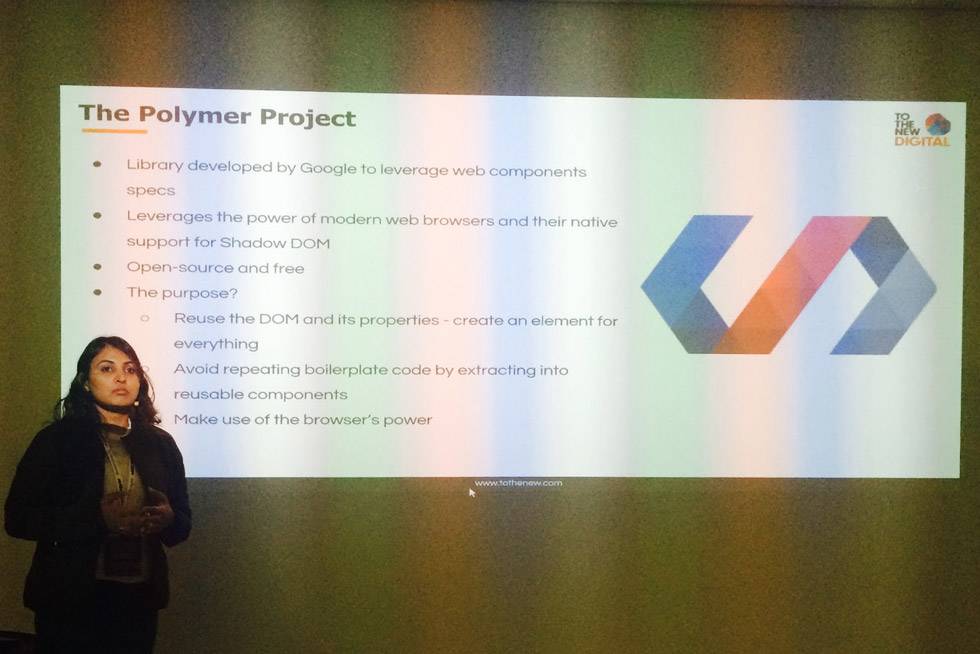 The Polymer Project
TO
THE
NEW
DIGITAL
Library developed by Google to leverage web components
specs
Leverages the power of modern web browsers and their native
support for Shadow DOM
Open-source and free
The purpose?
Reuse the DOM and its properties - create an element for
everything
Avoid repeating boilerplate code by extracting into
reusable components
Make use of the browser's power
www.tothenew.com